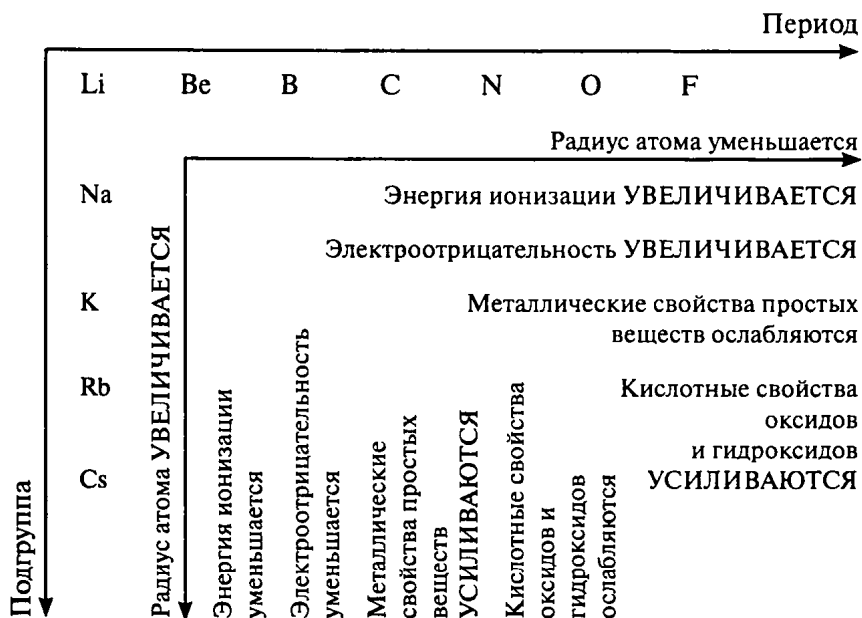 Период
Li Be B C N O F
Радиус атома уменьшается
Na
Энергия ионизации УВЕЛИЧИВАЕТСЯ
Электроотрицательность УВЕЛИЧИВАЕТСЯ
K
Металлические свойства простых
веществ ослабляются
Rb
Кислотные свойства
оксидов
и гидроксидов
УСИЛИВАЮТСЯ
Cs
Подгруппа
Радиус атома УВЕЛИЧИВАЕТСЯ
Энергия ионизации
уменьшается
Электроотрицательность
уменьшается
Металлические
свойства простых
веществ
УСИЛИВАЮТСЯ
Кислотные свойства
оксидов и
гидроксидов
ослабляются